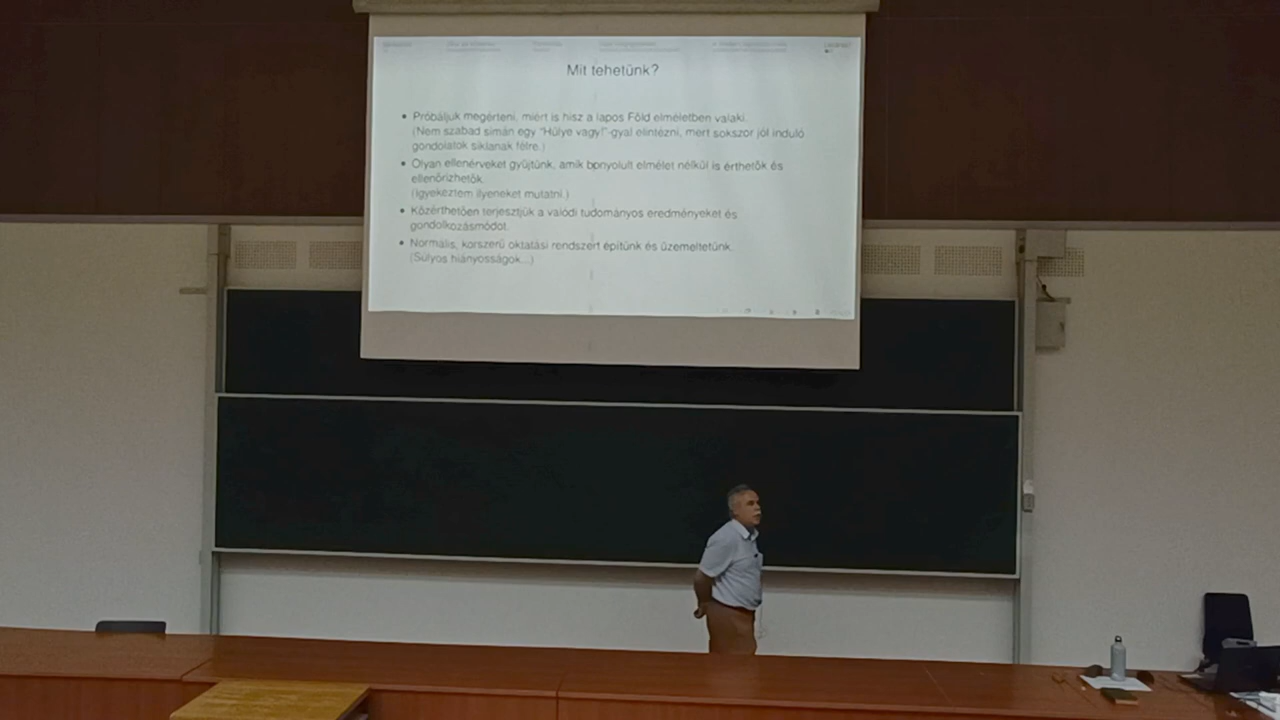 Mit tehetünk?
Próbáljuk megérteni, miért is hisz a lapos Föld elméletben valaki.
(Nem szabad simán egy "Hülye vagy!"-gyal elintézni, mert sokszor jól induló
gondolatok siklanak félre.)
Olyan ellenérveket gyűjtünk, amik bonyolult elmélet nélkül is érthetők és
ellenőrizhetők.
(Igyekeztem ilyeneket mutatni.)
Közérthetően terjesztjük a valódi tudományos eredményeket és
gondolkozásmódot.
Normális, korszerű oktatási rendszert építünk és üzemeltetünk.
(Súlyos hiányosságok...)